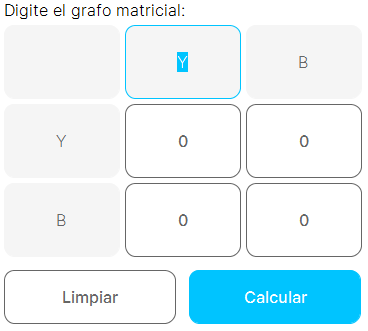 Digite el grafo matricial:
Y B
Y 0 0
B 0 0
Limpiar Calcular